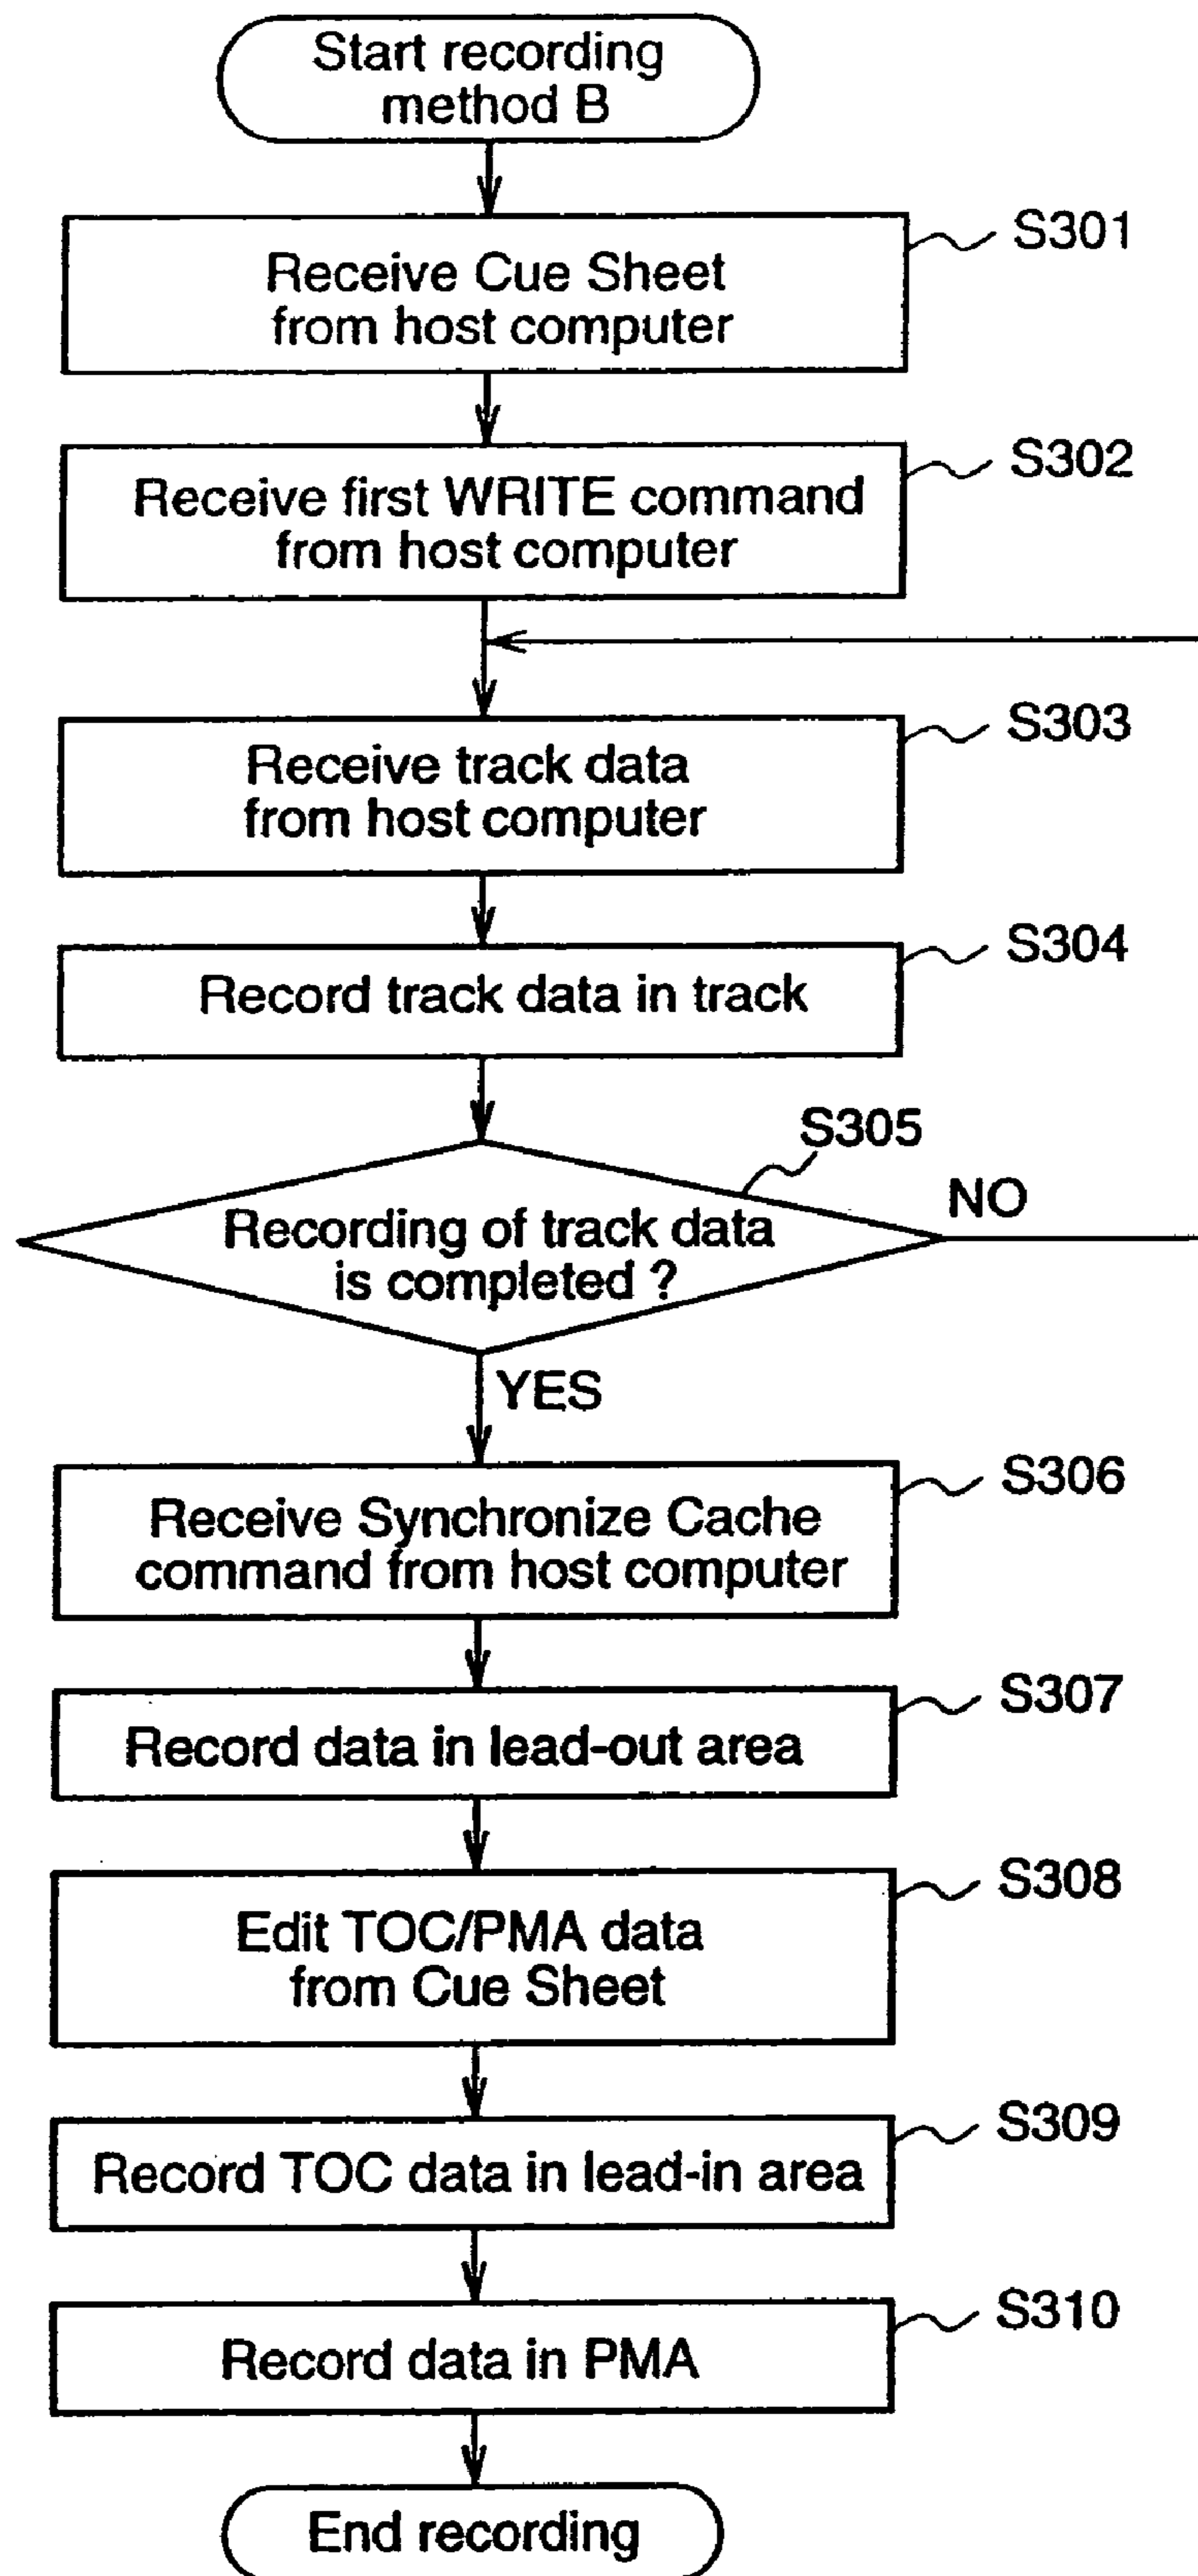 Start recording
method B
S301
Receive Cue Sheet
from host computer
S302
Receive first WRITE command
from host computer
S303
Receive track data
from host computer
S304
Record track data in track
S305
NO
Recording of track data
is completed ?
YES
S306
Receive Synchronize Cache
command from host computer
S307
Record data in lead-out area
S308
Edit TOC/PMA data
from Cue Sheet
S309
Record TOC data in lead-in area
S310
Record data in PMA
End recording